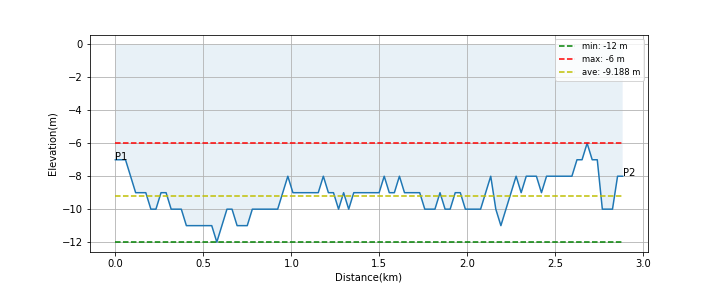 0
−2
−4
−6
−8
−10
−12
Elevation(m)
min: -12 m
max: -6 m
ave: -9.188 m
P1
P2
0.0 0.5 1.0 1.5 2.0 2.5 3.0
Distance(km)